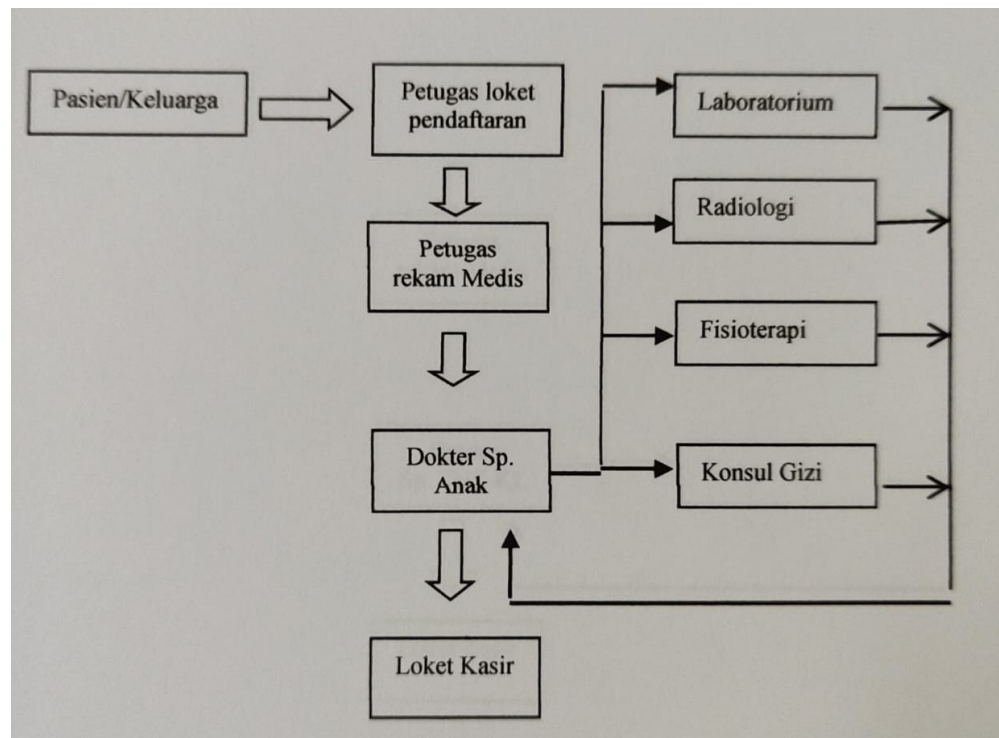 Pasien/Keluarga
Petugas loket
pendaftaran
Petugas
rekam Medis
Dokter Sp.
Anak
Loket Kasir
Laboratorium
Radiologi
Fisioterapi
Konsul Gizi